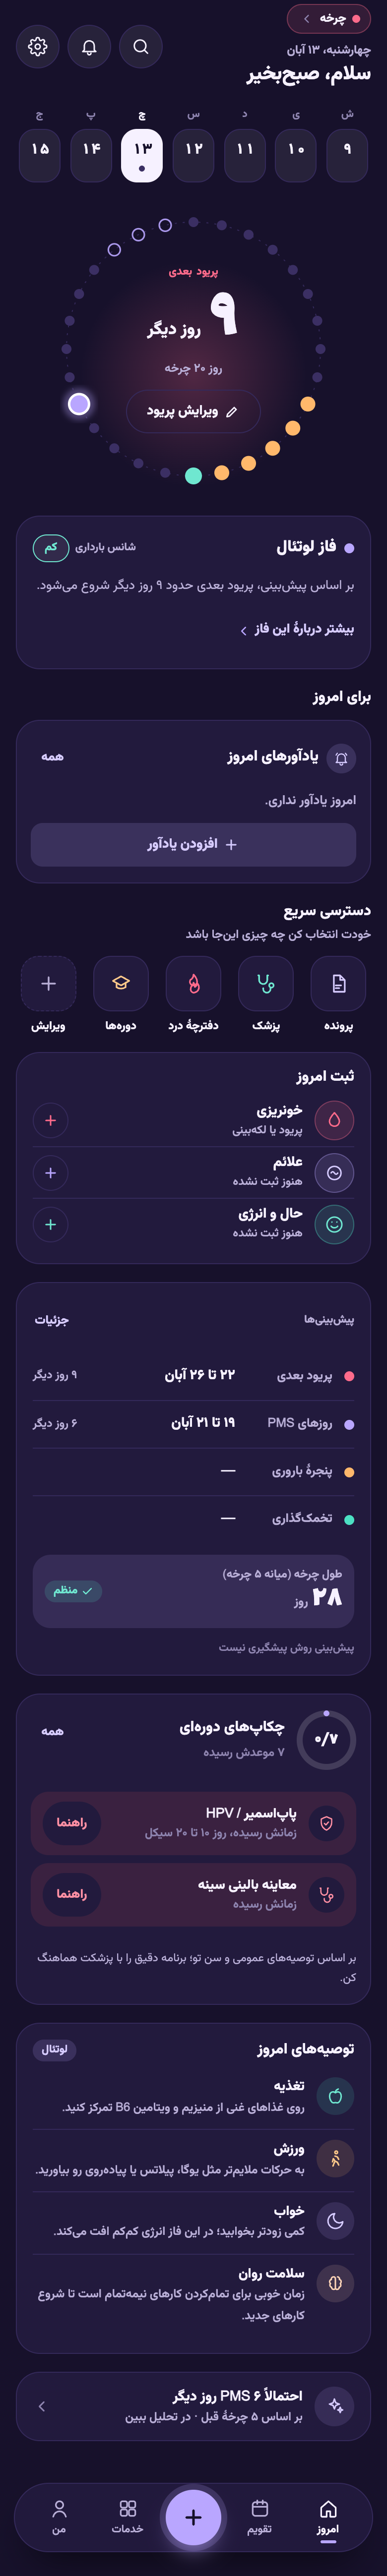 چرخه
چهارشنبه، ۱۳ آبان
سلام، صبح‌بخیر
ش ی د س چ پ ج
۹ ۱۰ ۱۱ ۱۲ ۱۳ ۱۴ ۱۵
پریود بعدی
۹ روز دیگر
روز ۲۰ چرخه
ویرایش پریود
فاز لوتئال
شانس بارداری کم
بر اساس پیش‌بینی، پریود بعدی حدود ۹ روز دیگر شروع می‌شود.
بیشتر دربارهٔ این فاز
برای امروز
یادآورهای امروز
همه
امروز یادآور نداری.
افزودن یادآور
دسترسی سریع
خودت انتخاب کن چه چیزی این‌جا باشد
پرونده پزشک دفترچهٔ درد دوره‌ها ویرایش
ثبت امروز
خونریزی
پریود یا لکه‌بینی
علائم
هنوز ثبت نشده
حال و انرژی
هنوز ثبت نشده
پیش‌بینی‌ها
جزئیات
پریود بعدی ۲۲ تا ۲۶ آبان ۹ روز دیگر
روزهای PMS ۱۹ تا ۲۱ آبان ۶ روز دیگر
پنجرهٔ باروری —
تخمک‌گذاری —
طول چرخه (میانه ۵ چرخه)
۲۸ روز
منظم
پیش‌بینی روش پیشگیری نیست
۰/۷
چکاپ‌های دوره‌ای
۷ موعدش رسیده
همه
پاپ‌اسمیر / HPV
زمانش رسیده، روز ۱۰ تا ۲۰ سیکل
راهنما
معاینه بالینی سینه
زمانش رسیده
راهنما
بر اساس توصیه‌های عمومی و سن تو؛ برنامه دقیق را با پزشکت هماهنگ
کن.
توصیه‌های امروز
لوتئال
تغذیه
روی غذاهای غنی از منیزیم و ویتامین B6 تمرکز کنید.
ورزش
به حرکات ملایم‌تر مثل یوگا، پیلاتس یا پیاده‌روی رو بیاورید.
خواب
کمی زودتر بخوابید؛ در این فاز انرژی کم‌کم افت می‌کند.
سلامت روان
زمان خوبی برای تمام‌کردن کارهای نیمه‌تمام است تا شروع
کارهای جدید.
احتمالاً PMS ۶ روز دیگر
بر اساس ۵ چرخهٔ قبل · در تحلیل ببین
امروز تقویم خدمات من